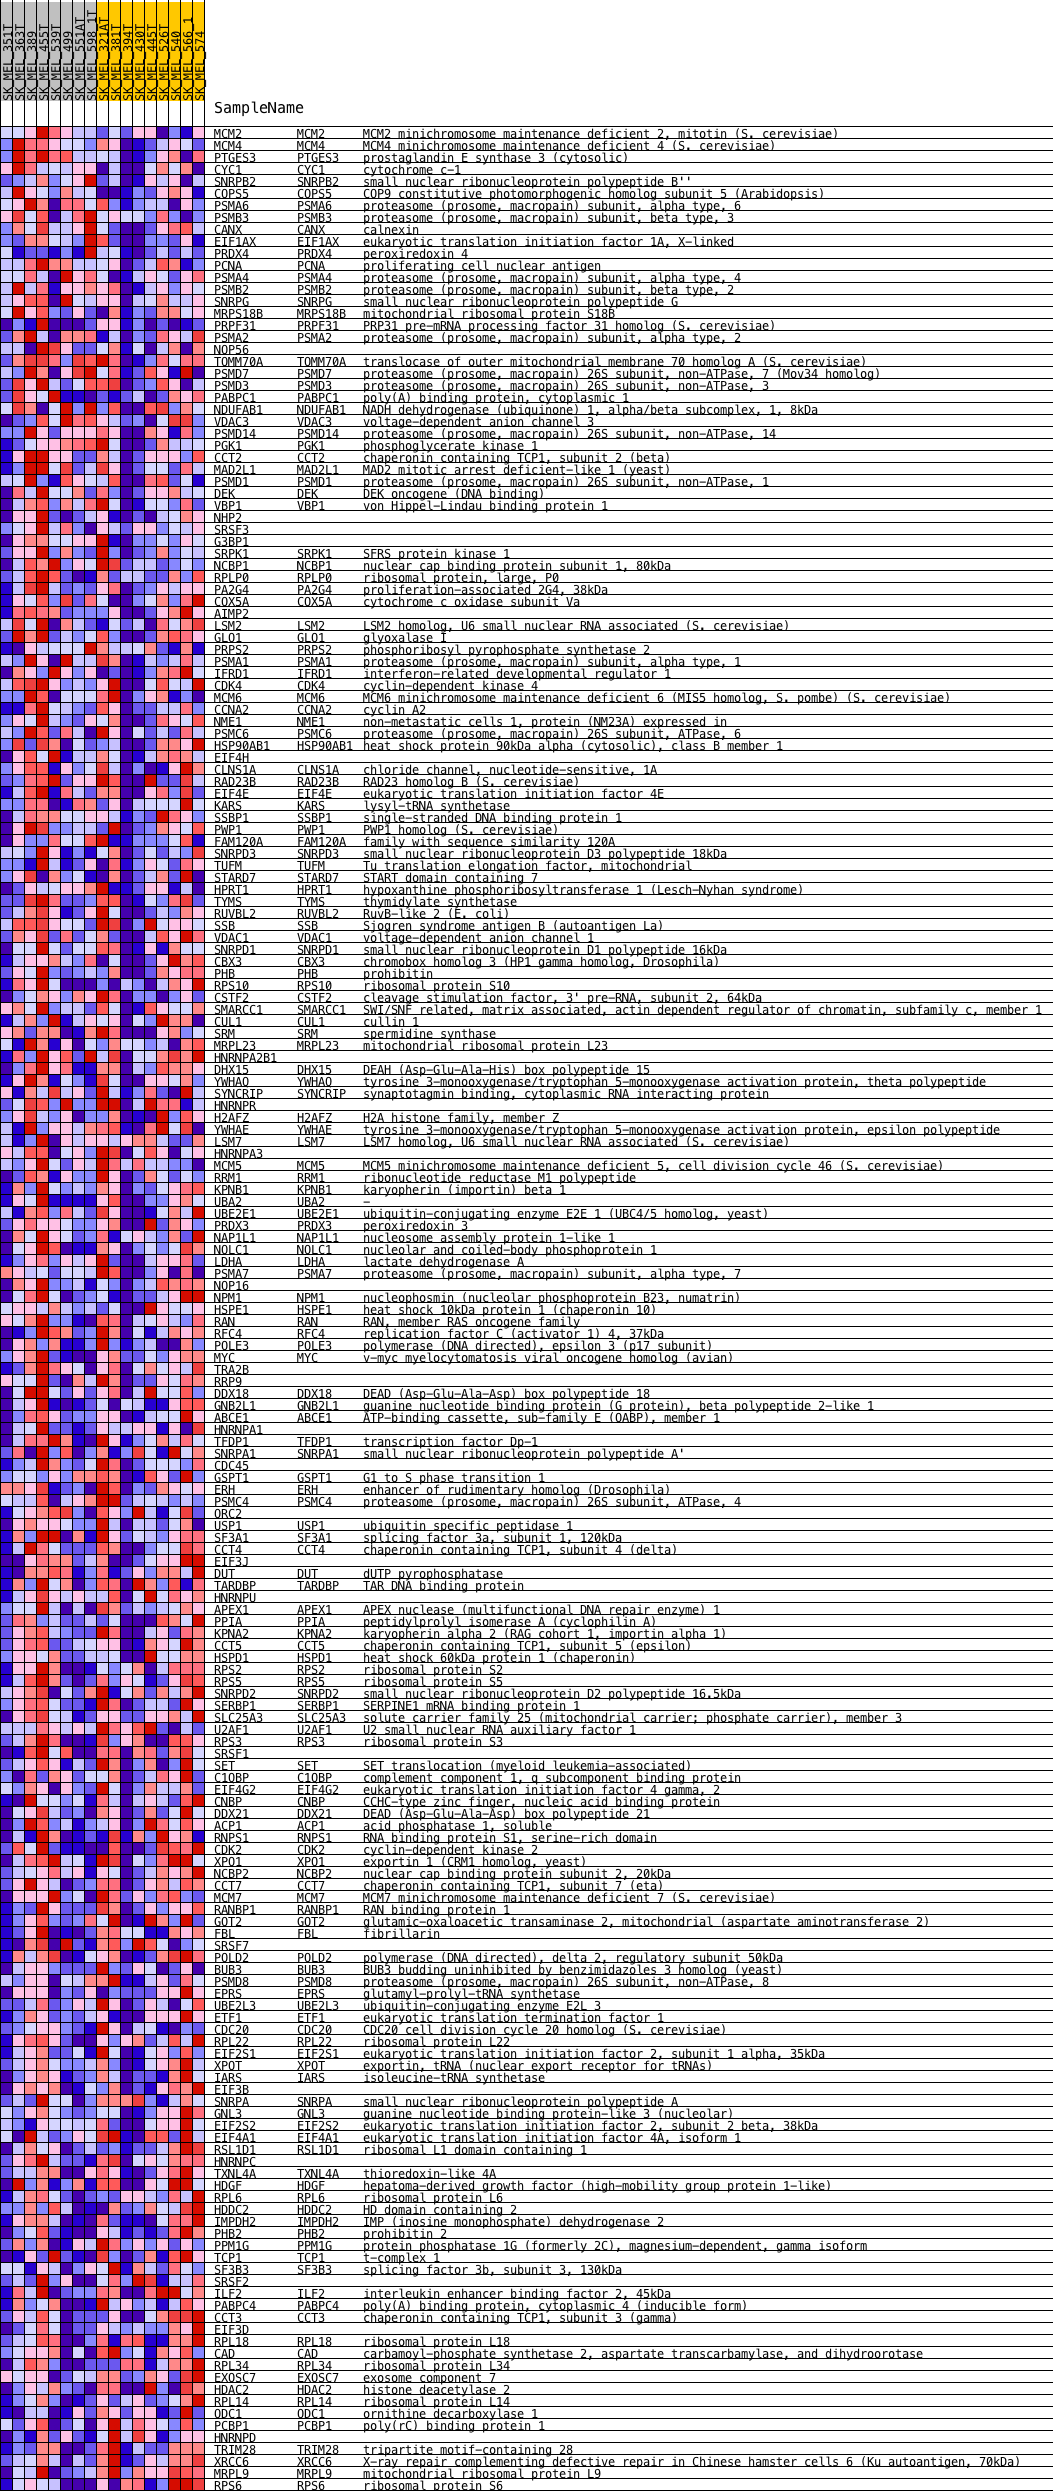 SK_MEL_351T
SK_MEL_363T
SK_MEL_389
SK_MEL_455T
SK_MEL_539T
SK_MEL_499
SK_MEL_551AT
SK_MEL_598_1T
SK_MEL_321AT
SK_MEL_381T
SK_MEL_394T
SK_MEL_430T
SK_MEL_445T
SK_MEL_526T
SK_MEL_540
SK_MEL_566_1
SK_MEL_574
SampleName
MCM2 MCM2 MCM2 minichromosome maintenance deficient 2, mitotin (S. cerevisiae)
MCM4 MCM4 MCM4 minichromosome maintenance deficient 4 (S. cerevisiae)
PTGES3 PTGES3 prostaglandin E synthase 3 (cytosolic)
CYC1 CYC1 cytochrome c-1
SNRPB2 SNRPB2 small nuclear ribonucleoprotein polypeptide B''
COPS5 COPS5 COP9 constitutive photomorphogenic homolog subunit 5 (Arabidopsis)
PSMA6 PSMA6 proteasome (prosome, macropain) subunit, alpha type, 6
PSMB3 PSMB3 proteasome (prosome, macropain) subunit, beta type, 3
CANX CANX calnexin
EIF1AX EIF1AX eukaryotic translation initiation factor 1A, X-linked
PRDX4 PRDX4 peroxiredoxin 4
PCNA PCNA proliferating cell nuclear antigen
PSMA4 PSMA4 proteasome (prosome, macropain) subunit, alpha type, 4
PSMB2 PSMB2 proteasome (prosome, macropain) subunit, beta type, 2
SNRPG SNRPG small nuclear ribonucleoprotein polypeptide G
MRPS18B MRPS18B mitochondrial ribosomal protein S18B
PRPF31 PRPF31 PRP31 pre-mRNA processing factor 31 homolog (S. cerevisiae)
PSMA2 PSMA2 proteasome (prosome, macropain) subunit, alpha type, 2
NOP56
TOMM70A TOMM70A translocase of outer mitochondrial membrane 70 homolog A (S. cerevisiae)
PSMD7 PSMD7 proteasome (prosome, macropain) 26S subunit, non-ATPase, 7 (Mov34 homolog)
PSMD3 PSMD3 proteasome (prosome, macropain) 26S subunit, non-ATPase, 3
PABPC1 PABPC1 poly(A) binding protein, cytoplasmic 1
NDUFAB1 NDUFAB1 NADH dehydrogenase (ubiquinone) 1, alpha/beta subcomplex, 1, 8kDa
VDAC3 VDAC3 voltage-dependent anion channel 3
PSMD14 PSMD14 proteasome (prosome, macropain) 26S subunit, non-ATPase, 14
PGK1 PGK1 phosphoglycerate kinase 1
CCT2 CCT2 chaperonin containing TCP1, subunit 2 (beta)
MAD2L1 MAD2L1 MAD2 mitotic arrest deficient-like 1 (yeast)
PSMD1 PSMD1 proteasome (prosome, macropain) 26S subunit, non-ATPase, 1
DEK DEK DEK oncogene (DNA binding)
VBP1 VBP1 von Hippel-Lindau binding protein 1
NHP2
SRSF3
G3BP1
SRPK1 SRPK1 SFRS protein kinase 1
NCBP1 NCBP1 nuclear cap binding protein subunit 1, 80kDa
RPLP0 RPLP0 ribosomal protein, large, P0
PA2G4 PA2G4 proliferation-associated 2G4, 38kDa
COX5A COX5A cytochrome c oxidase subunit Va
AIMP2
LSM2 LSM2 LSM2 homolog, U6 small nuclear RNA associated (S. cerevisiae)
GLO1 GLO1 glyoxalase I
PRPS2 PRPS2 phosphoribosyl pyrophosphate synthetase 2
PSMA1 PSMA1 proteasome (prosome, macropain) subunit, alpha type, 1
IFRD1 IFRD1 interferon-related developmental regulator 1
CDK4 CDK4 cyclin-dependent kinase 4
MCM6 MCM6 MCM6 minichromosome maintenance deficient 6 (MIS5 homolog, S. pombe) (S. cerevisiae)
CCNA2 CCNA2 cyclin A2
NME1 NME1 non-metastatic cells 1, protein (NM23A) expressed in
PSMC6 PSMC6 proteasome (prosome, macropain) 26S subunit, ATPase, 6
HSP90AB1 HSP90AB1 heat shock protein 90kDa alpha (cytosolic), class B member 1
EIF4H
CLNS1A CLNS1A chloride channel, nucleotide-sensitive, 1A
RAD23B RAD23B RAD23 homolog B (S. cerevisiae)
EIF4E EIF4E eukaryotic translation initiation factor 4E
KARS KARS lysyl-tRNA synthetase
SSBP1 SSBP1 single-stranded DNA binding protein 1
PWP1 PWP1 PWP1 homolog (S. cerevisiae)
FAM120A FAM120A family with sequence similarity 120A
SNRPD3 SNRPD3 small nuclear ribonucleoprotein D3 polypeptide 18kDa
TUFM TUFM Tu translation elongation factor, mitochondrial
STARD7 STARD7 START domain containing 7
HPRT1 HPRT1 hypoxanthine phosphoribosyltransferase 1 (Lesch-Nyhan syndrome)
TYMS TYMS thymidylate synthetase
RUVBL2 RUVBL2 RuvB-like 2 (E. coli)
SSB SSB Sjogren syndrome antigen B (autoantigen La)
VDAC1 VDAC1 voltage-dependent anion channel 1
SNRPD1 SNRPD1 small nuclear ribonucleoprotein D1 polypeptide 16kDa
CBX3 CBX3 chromobox homolog 3 (HP1 gamma homolog, Drosophila)
PHB PHB prohibitin
RPS10 RPS10 ribosomal protein S10
CSTF2 CSTF2 cleavage stimulation factor, 3' pre-RNA, subunit 2, 64kDa
SMARCC1 SMARCC1 SWI/SNF related, matrix associated, actin dependent regulator of chromatin, subfamily c, member 1
CUL1 CUL1 cullin 1
SRM SRM spermidine synthase
MRPL23 MRPL23 mitochondrial ribosomal protein L23
HNRNPA2B1
DHX15 DHX15 DEAH (Asp-Glu-Ala-His) box polypeptide 15
YWHAQ YWHAQ tyrosine 3-monooxygenase/tryptophan 5-monooxygenase activation protein, theta polypeptide
SYNCRIP SYNCRIP synaptotagmin binding, cytoplasmic RNA interacting protein
HNRNPR
H2AFZ H2AFZ H2A histone family, member Z
YWHAE YWHAE tyrosine 3-monooxygenase/tryptophan 5-monooxygenase activation protein, epsilon polypeptide
LSM7 LSM7 LSM7 homolog, U6 small nuclear RNA associated (S. cerevisiae)
HNRNPA3
MCM5 MCM5 MCM5 minichromosome maintenance deficient 5, cell division cycle 46 (S. cerevisiae)
RRM1 RRM1 ribonucleotide reductase M1 polypeptide
KPNB1 KPNB1 karyopherin (importin) beta 1
UBA2 UBA2 -
UBE2E1 UBE2E1 ubiquitin-conjugating enzyme E2E 1 (UBC4/5 homolog, yeast)
PRDX3 PRDX3 peroxiredoxin 3
NAP1L1 NAP1L1 nucleosome assembly protein 1-like 1
NOLC1 NOLC1 nucleolar and coiled-body phosphoprotein 1
LDHA LDHA lactate dehydrogenase A
PSMA7 PSMA7 proteasome (prosome, macropain) subunit, alpha type, 7
NOP16
NPM1 NPM1 nucleophosmin (nucleolar phosphoprotein B23, numatrin)
HSPE1 HSPE1 heat shock 10kDa protein 1 (chaperonin 10)
RAN RAN RAN, member RAS oncogene family
RFC4 RFC4 replication factor C (activator 1) 4, 37kDa
POLE3 POLE3 polymerase (DNA directed), epsilon 3 (p17 subunit)
MYC MYC v-myc myelocytomatosis viral oncogene homolog (avian)
TRA2B
RRP9
DDX18 DDX18 DEAD (Asp-Glu-Ala-Asp) box polypeptide 18
GNB2L1 GNB2L1 guanine nucleotide binding protein (G protein), beta polypeptide 2-like 1
ABCE1 ABCE1 ATP-binding cassette, sub-family E (OABP), member 1
HNRNPA1
TFDP1 TFDP1 transcription factor Dp-1
SNRPA1 SNRPA1 small nuclear ribonucleoprotein polypeptide A'
CDC45
GSPT1 GSPT1 G1 to S phase transition 1
ERH ERH enhancer of rudimentary homolog (Drosophila)
PSMC4 PSMC4 proteasome (prosome, macropain) 26S subunit, ATPase, 4
ORC2
USP1 USP1 ubiquitin specific peptidase 1
SF3A1 SF3A1 splicing factor 3a, subunit 1, 120kDa
CCT4 CCT4 chaperonin containing TCP1, subunit 4 (delta)
EIF3J
DUT DUT dUTP pyrophosphatase
TARDBP TARDBP TAR DNA binding protein
HNRNPU
APEX1 APEX1 APEX nuclease (multifunctional DNA repair enzyme) 1
PPIA PPIA peptidylprolyl isomerase A (cyclophilin A)
KPNA2 KPNA2 karyopherin alpha 2 (RAG cohort 1, importin alpha 1)
CCT5 CCT5 chaperonin containing TCP1, subunit 5 (epsilon)
HSPD1 HSPD1 heat shock 60kDa protein 1 (chaperonin)
RPS2 RPS2 ribosomal protein S2
RPS5 RPS5 ribosomal protein S5
SNRPD2 SNRPD2 small nuclear ribonucleoprotein D2 polypeptide 16.5kDa
SERBP1 SERBP1 SERPINE1 mRNA binding protein 1
SLC25A3 SLC25A3 solute carrier family 25 (mitochondrial carrier; phosphate carrier), member 3
U2AF1 U2AF1 U2 small nuclear RNA auxiliary factor 1
RPS3 RPS3 ribosomal protein S3
SRSF1
SET SET SET translocation (myeloid leukemia-associated)
C1QBP C1QBP complement component 1, q subcomponent binding protein
EIF4G2 EIF4G2 eukaryotic translation initiation factor 4 gamma, 2
CNBP CNBP CCHC-type zinc finger, nucleic acid binding protein
DDX21 DDX21 DEAD (Asp-Glu-Ala-Asp) box polypeptide 21
ACP1 ACP1 acid phosphatase 1, soluble
RNPS1 RNPS1 RNA binding protein S1, serine-rich domain
CDK2 CDK2 cyclin-dependent kinase 2
XPO1 XPO1 exportin 1 (CRM1 homolog, yeast)
NCBP2 NCBP2 nuclear cap binding protein subunit 2, 20kDa
CCT7 CCT7 chaperonin containing TCP1, subunit 7 (eta)
MCM7 MCM7 MCM7 minichromosome maintenance deficient 7 (S. cerevisiae)
RANBP1 RANBP1 RAN binding protein 1
GOT2 GOT2 glutamic-oxaloacetic transaminase 2, mitochondrial (aspartate aminotransferase 2)
FBL FBL fibrillarin
SRSF7
POLD2 POLD2 polymerase (DNA directed), delta 2, regulatory subunit 50kDa
BUB3 BUB3 BUB3 budding uninhibited by benzimidazoles 3 homolog (yeast)
PSMD8 PSMD8 proteasome (prosome, macropain) 26S subunit, non-ATPase, 8
EPRS EPRS glutamyl-prolyl-tRNA synthetase
UBE2L3 UBE2L3 ubiquitin-conjugating enzyme E2L 3
ETF1 ETF1 eukaryotic translation termination factor 1
CDC20 CDC20 CDC20 cell division cycle 20 homolog (S. cerevisiae)
RPL22 RPL22 ribosomal protein L22
EIF2S1 EIF2S1 eukaryotic translation initiation factor 2, subunit 1 alpha, 35kDa
XPOT XPOT exportin, tRNA (nuclear export receptor for tRNAs)
IARS IARS isoleucine-tRNA synthetase
EIF3B
SNRPA SNRPA small nuclear ribonucleoprotein polypeptide A
GNL3 GNL3 guanine nucleotide binding protein-like 3 (nucleolar)
EIF2S2 EIF2S2 eukaryotic translation initiation factor 2, subunit 2 beta, 38kDa
EIF4A1 EIF4A1 eukaryotic translation initiation factor 4A, isoform 1
RSL1D1 RSL1D1 ribosomal L1 domain containing 1
HNRNPC
TXNL4A TXNL4A thioredoxin-like 4A
HDGF HDGF hepatoma-derived growth factor (high-mobility group protein 1-like)
RPL6 RPL6 ribosomal protein L6
HDDC2 HDDC2 HD domain containing 2
IMPDH2 IMPDH2 IMP (inosine monophosphate) dehydrogenase 2
PHB2 PHB2 prohibitin 2
PPM1G PPM1G protein phosphatase 1G (formerly 2C), magnesium-dependent, gamma isoform
TCP1 TCP1 t-complex 1
SF3B3 SF3B3 splicing factor 3b, subunit 3, 130kDa
SRSF2
ILF2 ILF2 interleukin enhancer binding factor 2, 45kDa
PABPC4 PABPC4 poly(A) binding protein, cytoplasmic 4 (inducible form)
CCT3 CCT3 chaperonin containing TCP1, subunit 3 (gamma)
EIF3D
RPL18 RPL18 ribosomal protein L18
CAD CAD carbamoyl-phosphate synthetase 2, aspartate transcarbamylase, and dihydroorotase
RPL34 RPL34 ribosomal protein L34
EXOSC7 EXOSC7 exosome component 7
HDAC2 HDAC2 histone deacetylase 2
RPL14 RPL14 ribosomal protein L14
ODC1 ODC1 ornithine decarboxylase 1
PCBP1 PCBP1 poly(rC) binding protein 1
HNRNPD
TRIM28 TRIM28 tripartite motif-containing 28
XRCC6 XRCC6 X-ray repair complementing defective repair in Chinese hamster cells 6 (Ku autoantigen, 70kDa)
MRPL9 MRPL9 mitochondrial ribosomal protein L9
RPS6 RPS6 ribosomal protein S6